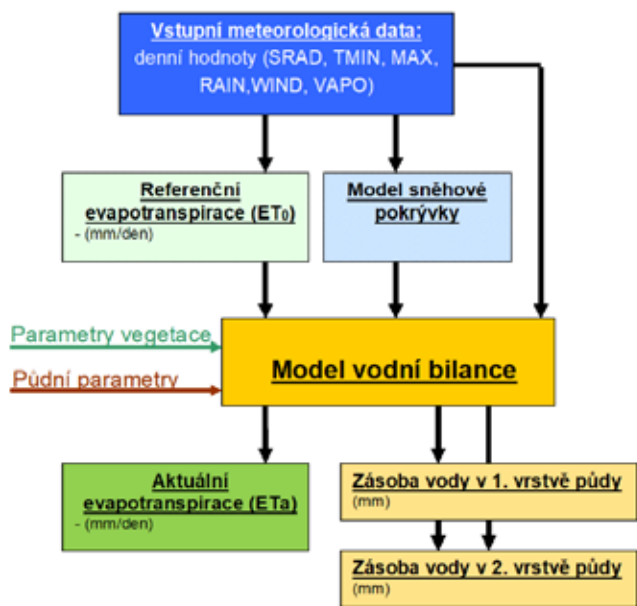 Vstupní meteorologická data:
denní hodnoty (SRAD, TMIN, MAX,
RAIN,WIND, VAPO)
Referenční
evapotranspirace (ET₀)
- (mm/den)
Model sněhové
pokrývky
Parametry vegetace
Půdní parametry
Model vodní bilance
Aktuální
evapotranspirace (ETa)
- (mm/den)
Zásoba vody v 1. vrstvě půdy
(mm)
Zásoba vody v 2. vrstvě půdy
(mm)